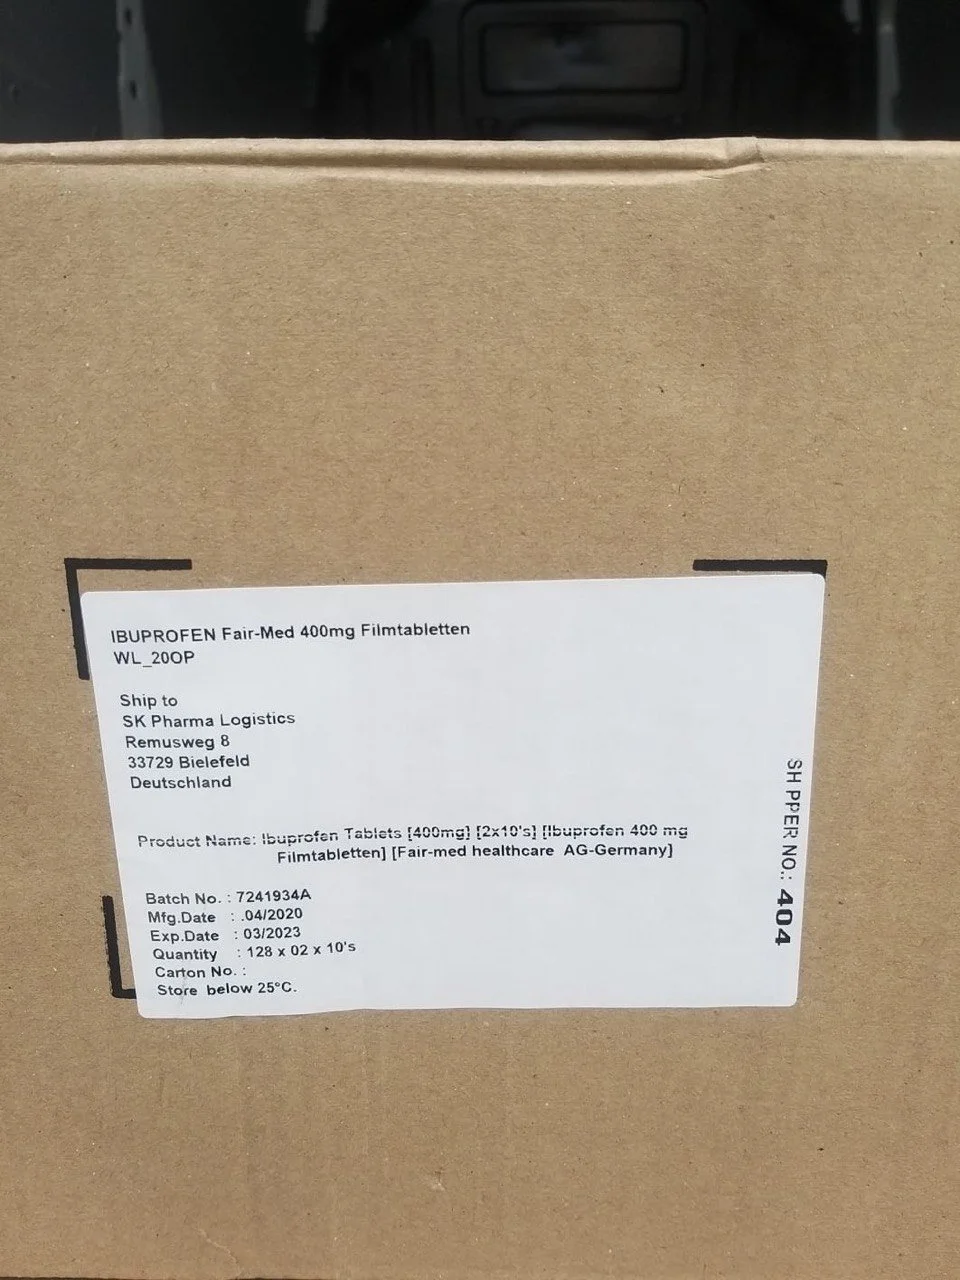 IBUPROFEN Fair-Med 400mg Filmtabletten
WL_20OP
Ship to
SK Pharma Logistics
Remusweg 8
33729 Bielefeld
Deutschland
Product Name: Ibuprofen Tablets [400mg] [2x10's] [Ibuprofen 400 mg
Filmtabletten] [Fair-med healthcare AG-Germany]
Batch No. : 7241934A
Mfg.Date : .04/2020
Exp.Date : 03/2023
Quantity : 128 x 02 x 10's
Carton No. :
Store below 25°C.
SH PPER NO.: 404